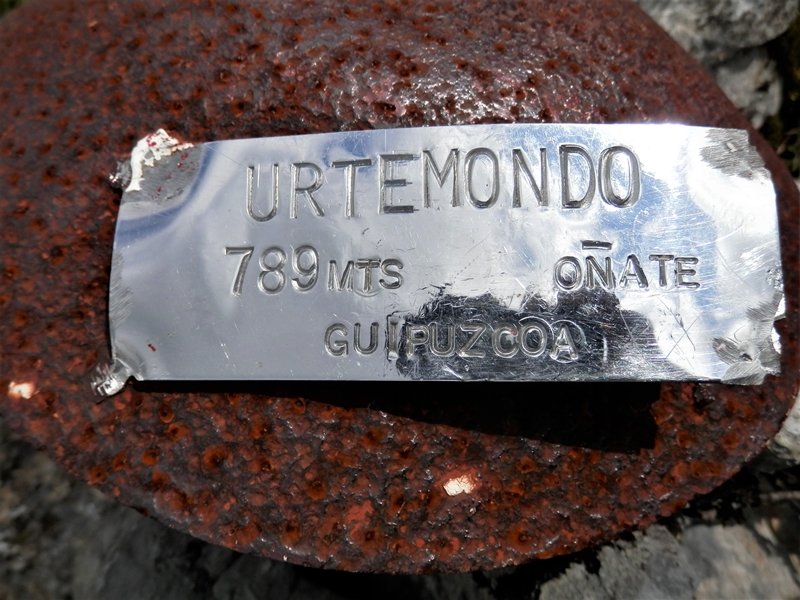 URTEMONDO
789 MTS OÑATE
GUIPUZCOA